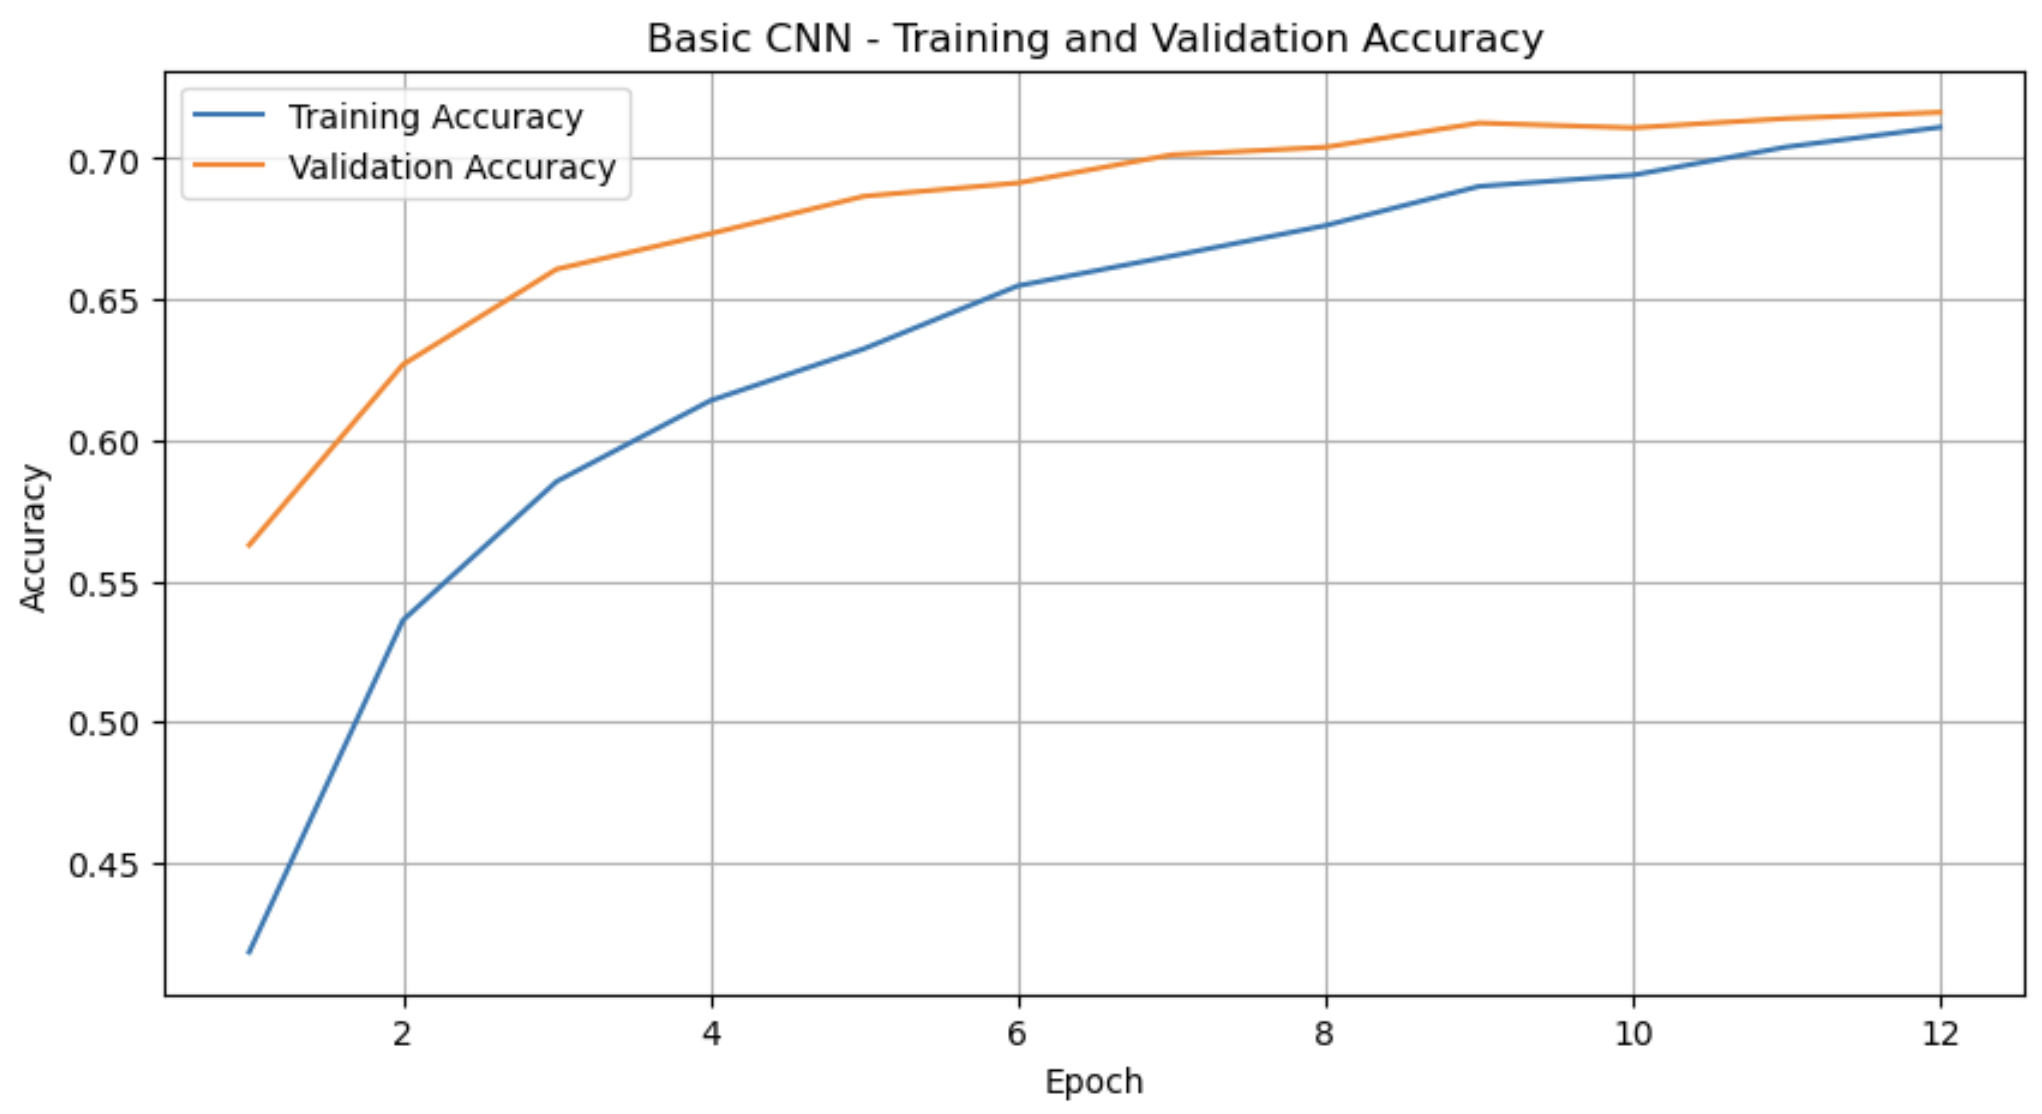 Basic CNN - Training and Validation Accuracy
Training Accuracy
Validation Accuracy
0.70
0.65
0.60
0.55
0.50
0.45
Accuracy
2 4 6 8 10 12
Epoch